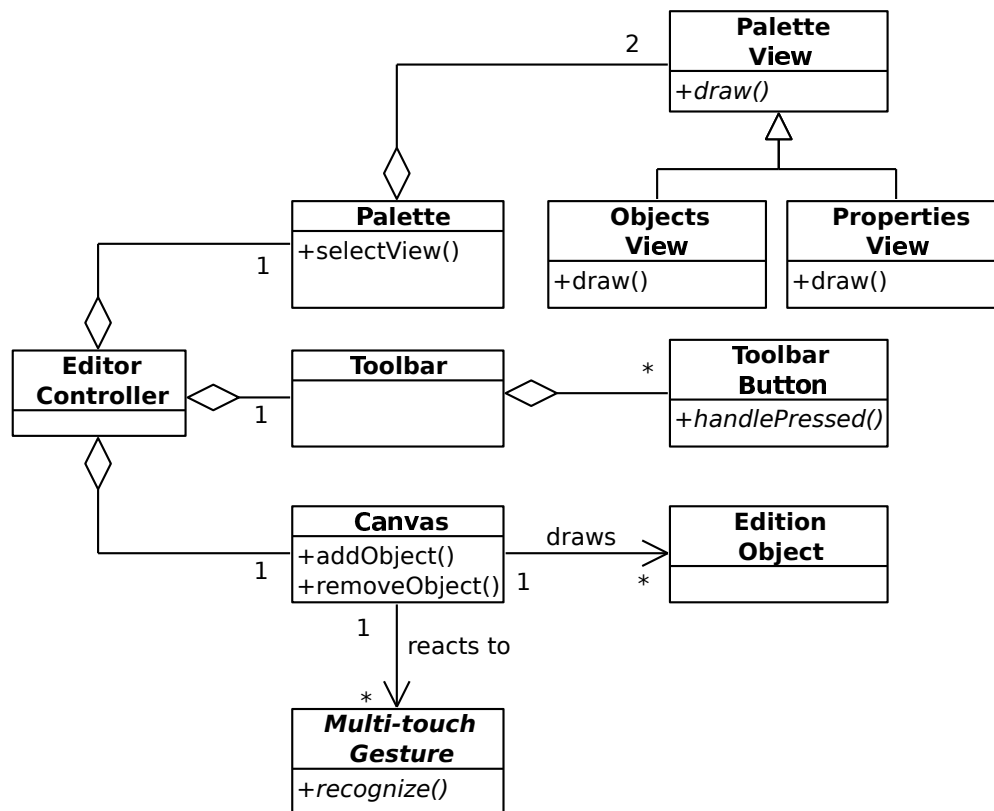 Palette
View
+draw()
2
Palette
+selectView()
1
Objects
View
+draw()
Properties
View
+draw()
Editor
Controller
1
Toolbar
*
Toolbar
Button
+handlePressed()
1
Canvas
+addObject()
+removeObject()
draws
1
*
Edition
Object
1
reacts to
*
Multi-touch
Gesture
+recognize()